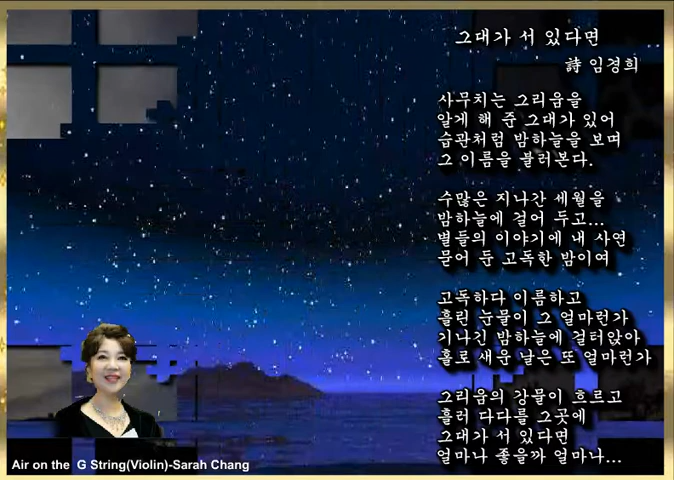 그대가 서 있다면
詩 임경희
사무치는 그리움을
알게 해 준 그대가 있어
습관처럼 밤하늘을 보며
그 이름을 불러본다.
수많은 지나간 세월을
밤하늘에 걸어 두고...
별들의 이야기에 내 사연
묻어 둔 고독한 밤이여
고독하다 이름하고
흘린 눈물이 그 얼마런가
기나긴 밤하늘에 걸터앉아
홀로 새운 날은 또 얼마런가
그리움의 강물이 흐르고
흘러 다다를 그곳에
그대가 서 있다면
얼마나 좋을까 얼마나...
Air on the G String(Violin)-Sarah Chang